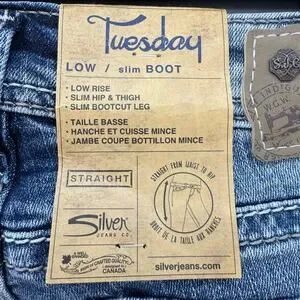 Tuesday
LOW / slim BOOT
• LOW RISE
• SLIM HIP & THIGH
• SLIM BOOTCUT LEG
• TAILLE BASSE
• HANCHE ET CUISSE MINCE
• JAMBE COUPE BOTTILLON MINCE
STRAIGHT
STRAIGHT FROM WAIST TO HIP
DROIT DE LA TAILLE AUX HANCHES
Silver
JEANS CO.
CANADA
silverjeans.com
S.J.C
INDIGO